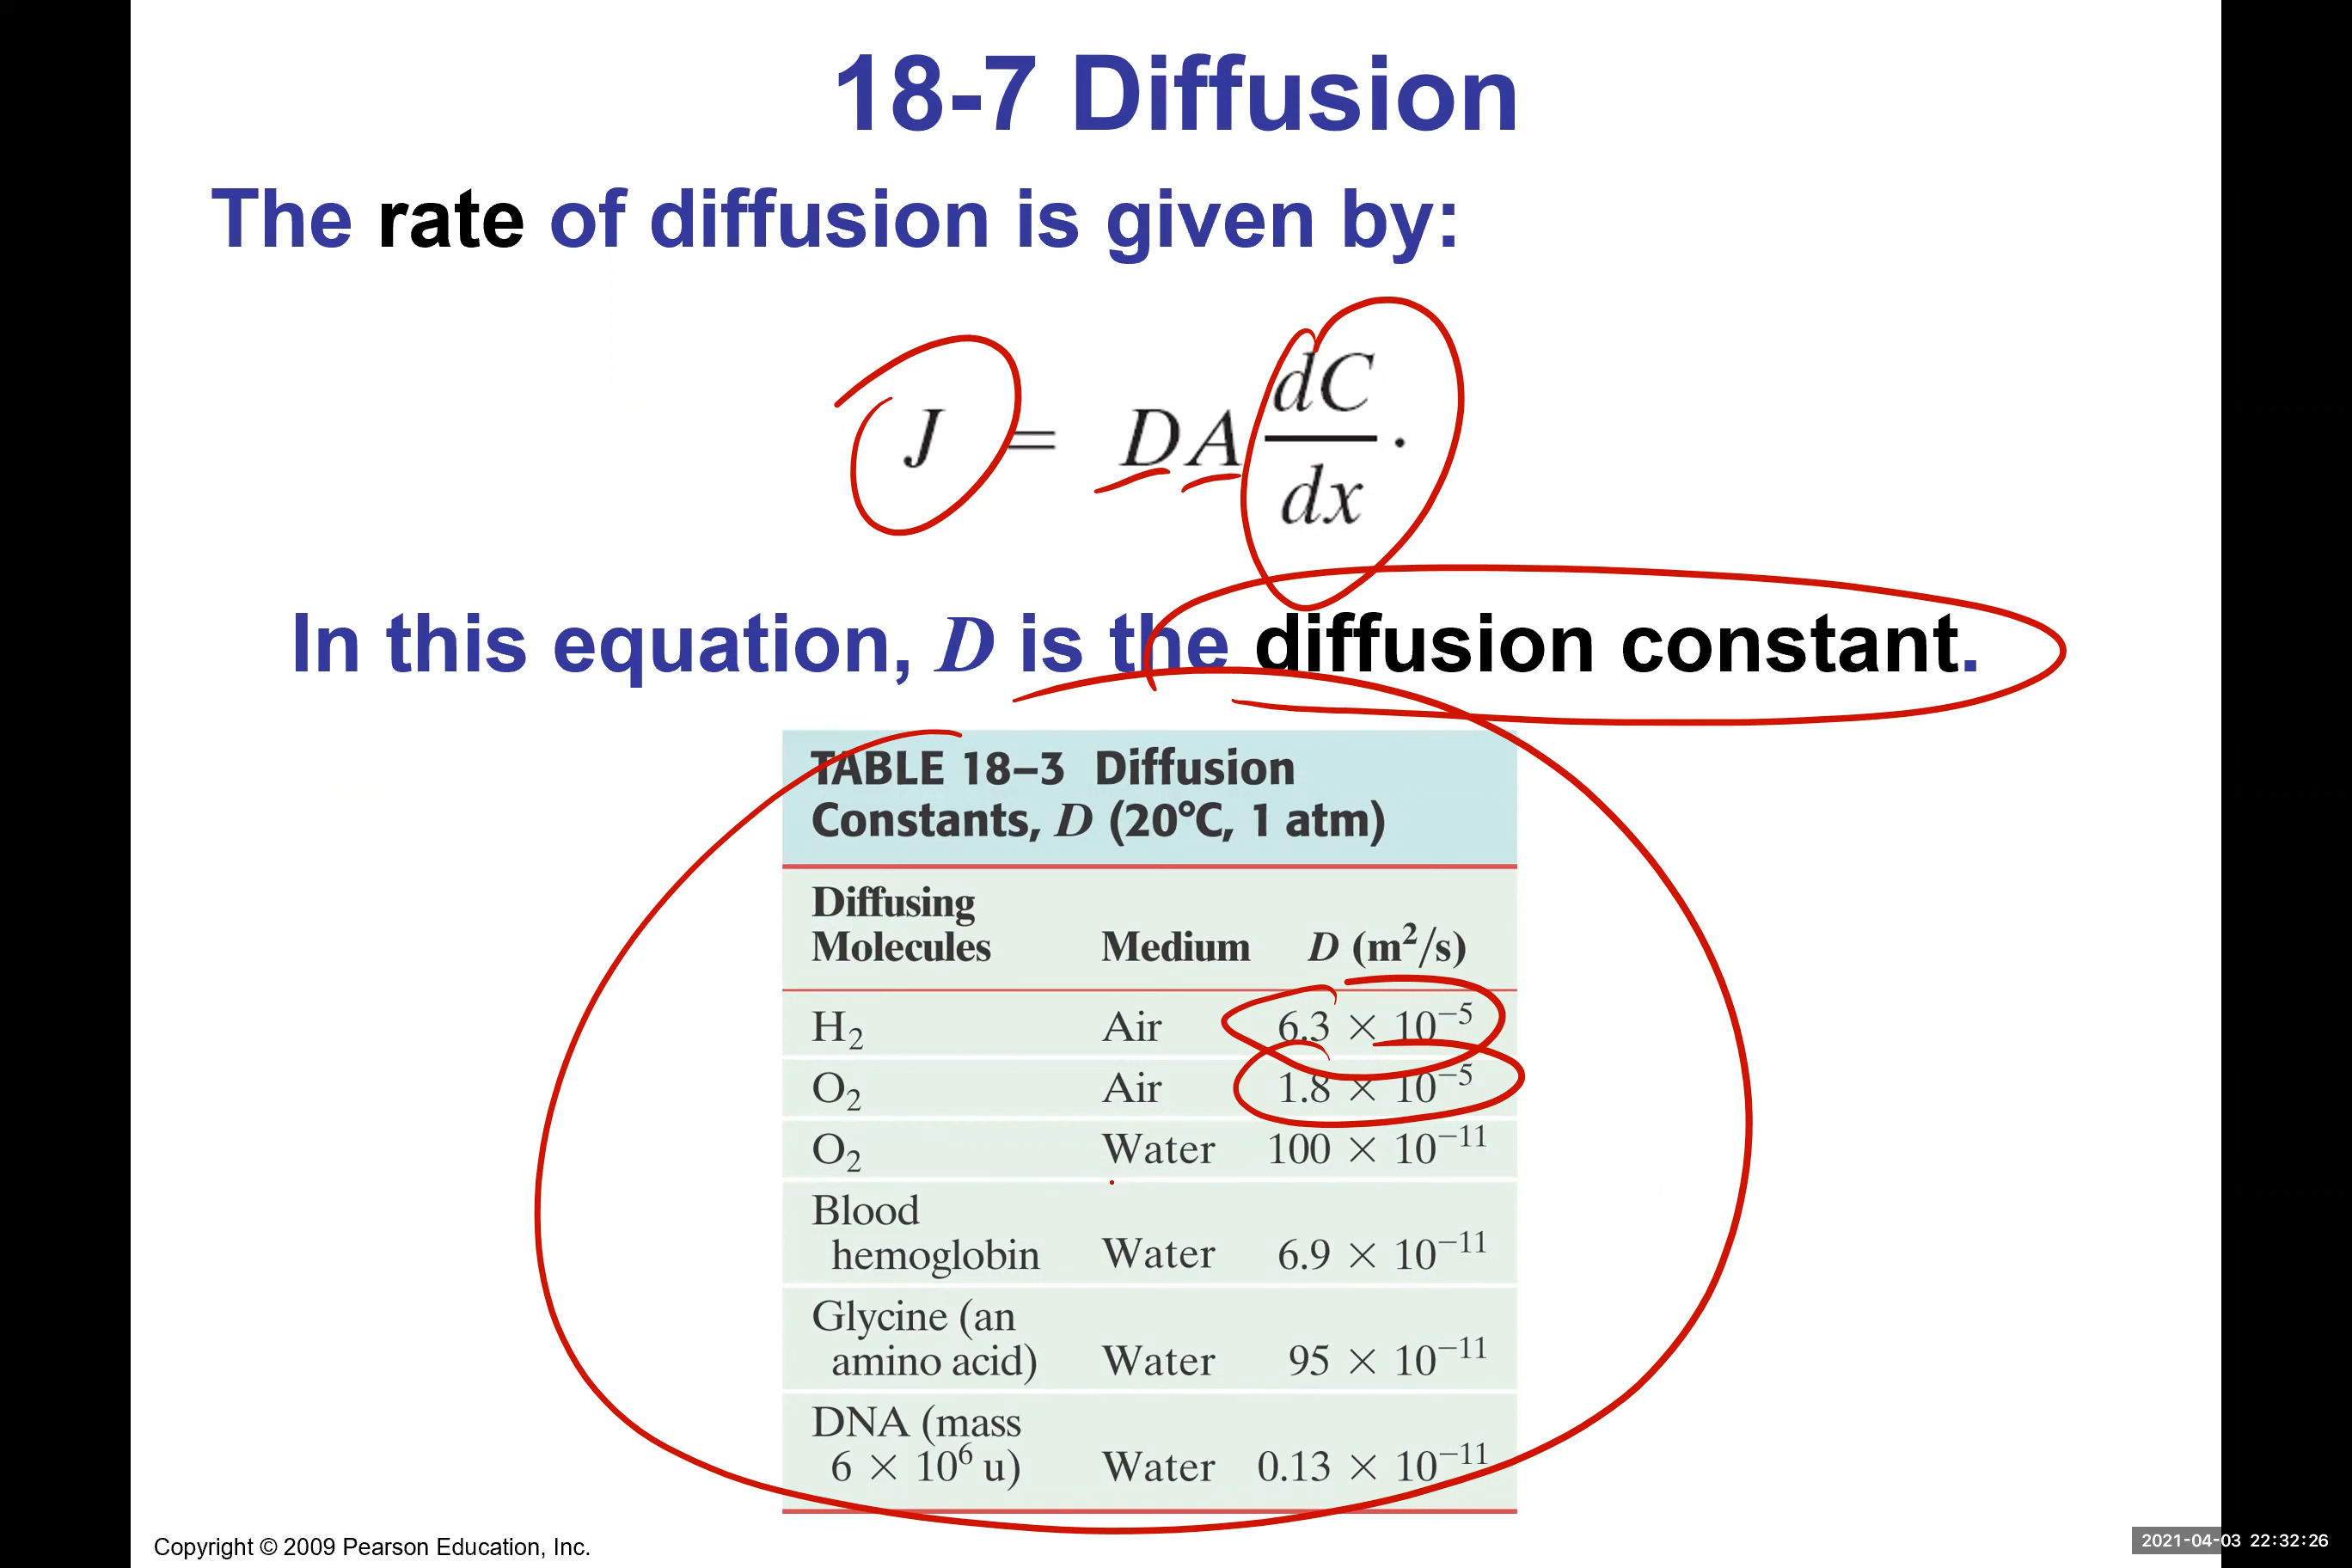 18-7 Diffusion
The rate of diffusion is given by:
J = DA dC/dx.
In this equation, D is the diffusion constant.
TABLE 18–3 Diffusion
Constants, D (20°C, 1 atm)
Diffusing
Molecules Medium D (m²/s)
H₂ Air 6.3 × 10⁻⁵
O₂ Air 1.8 × 10⁻⁵
O₂ Water 100 × 10⁻¹¹
Blood
hemoglobin Water 6.9 × 10⁻¹¹
Glycine (an
amino acid) Water 95 × 10⁻¹¹
DNA (mass
6 × 10⁶ u) Water 0.13 × 10⁻¹¹
Copyright © 2009 Pearson Education, Inc.
2021-04-03 22:32:26